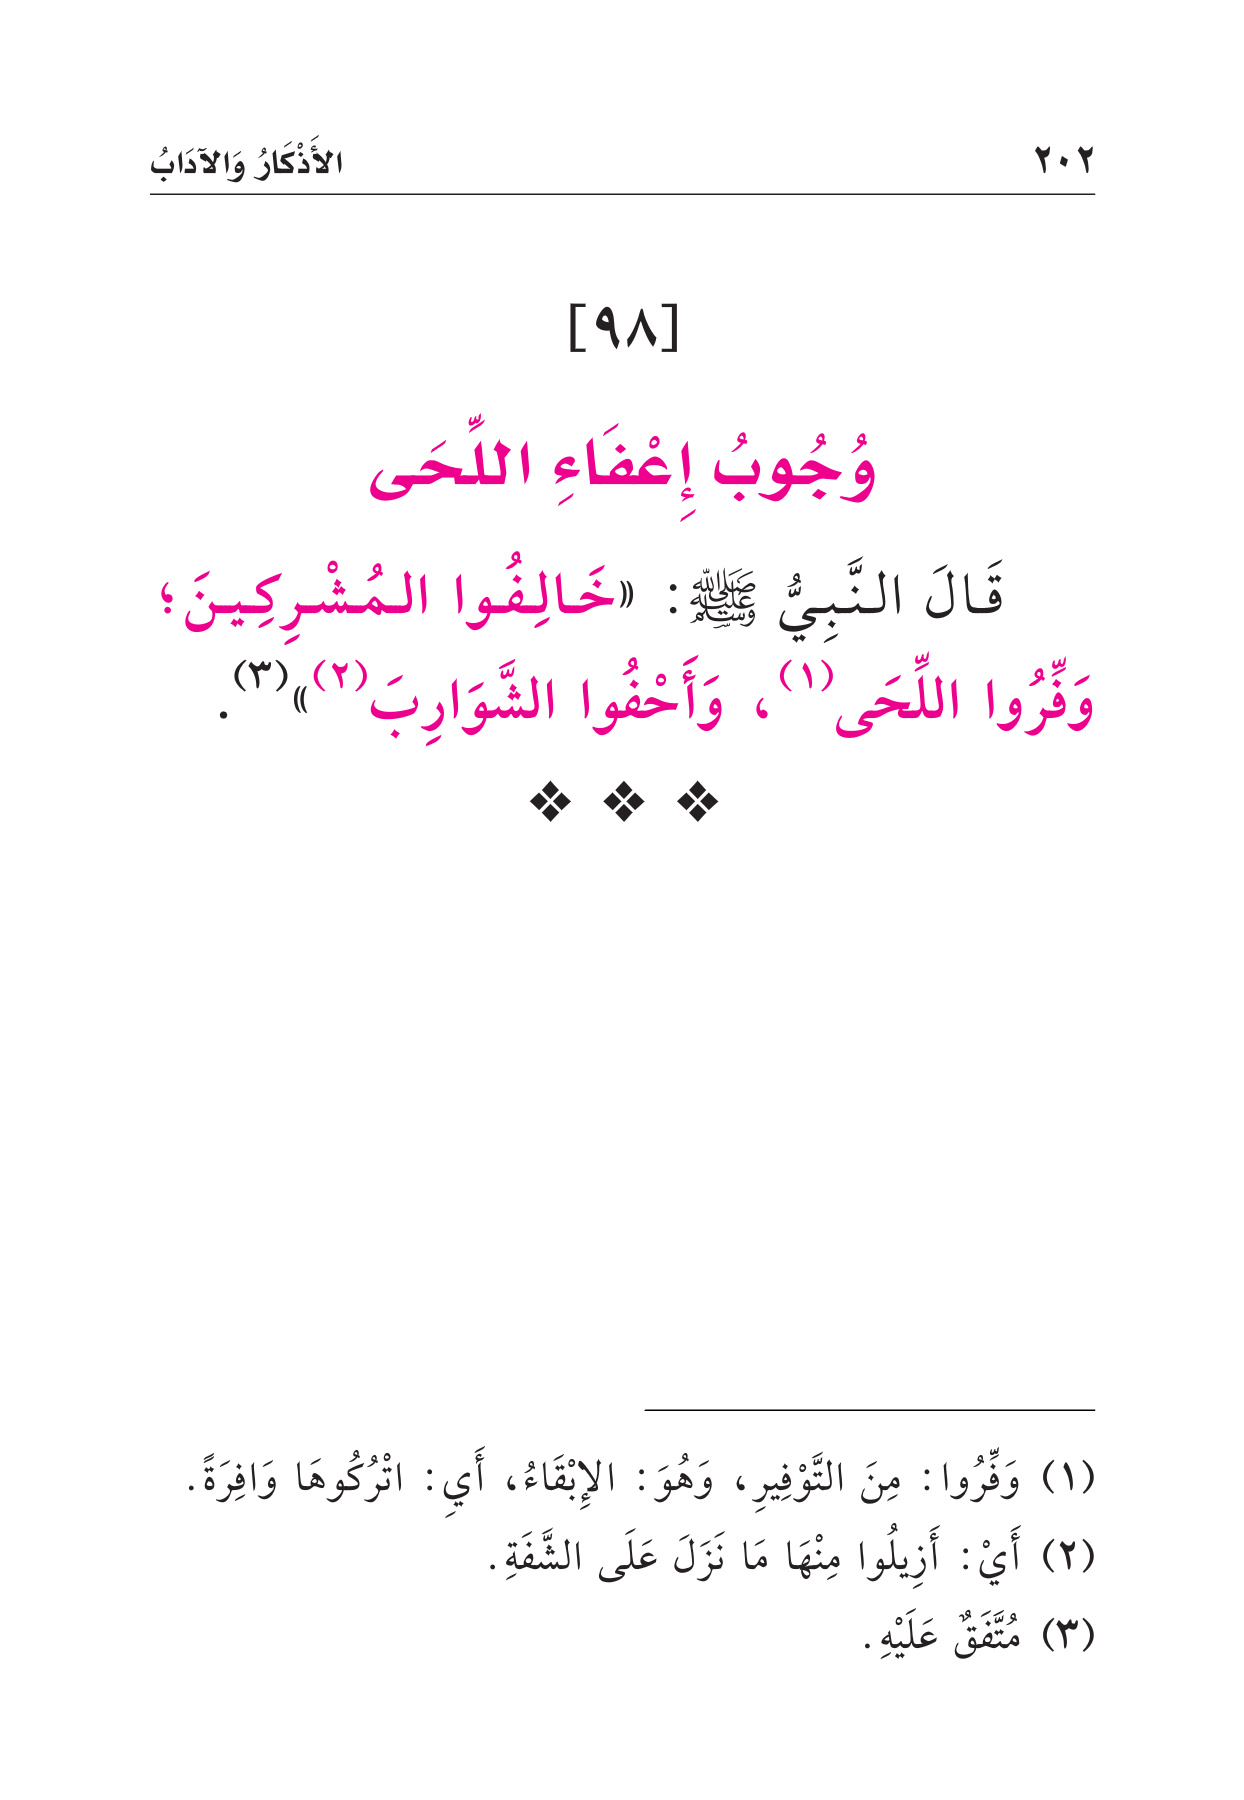 ٢٠٢ الأَذْكَارُ وَالآدَابُ
[٩٨]
وُجُوبُ إِعْفَاءِ اللِّحَى
قَالَ النَّبِيُّ ﷺ: «خَالِفُوا المُشْرِكِينَ؛
وَفِّرُوا اللِّحَى(١)، وَأَحْفُوا الشَّوَارِبَ(٢)»(٣).
❖ ❖ ❖
(١) وَفِّرُوا: مِنَ التَّوْفِيرِ، وَهُوَ: الإِبْقَاءُ، أَيِ: اتْرُكُوهَا وَافِرَةً.
(٢) أَيْ: أَزِيلُوا مِنْهَا مَا نَزَلَ عَلَى الشَّفَةِ.
(٣) مُتَّفَقٌ عَلَيْهِ.